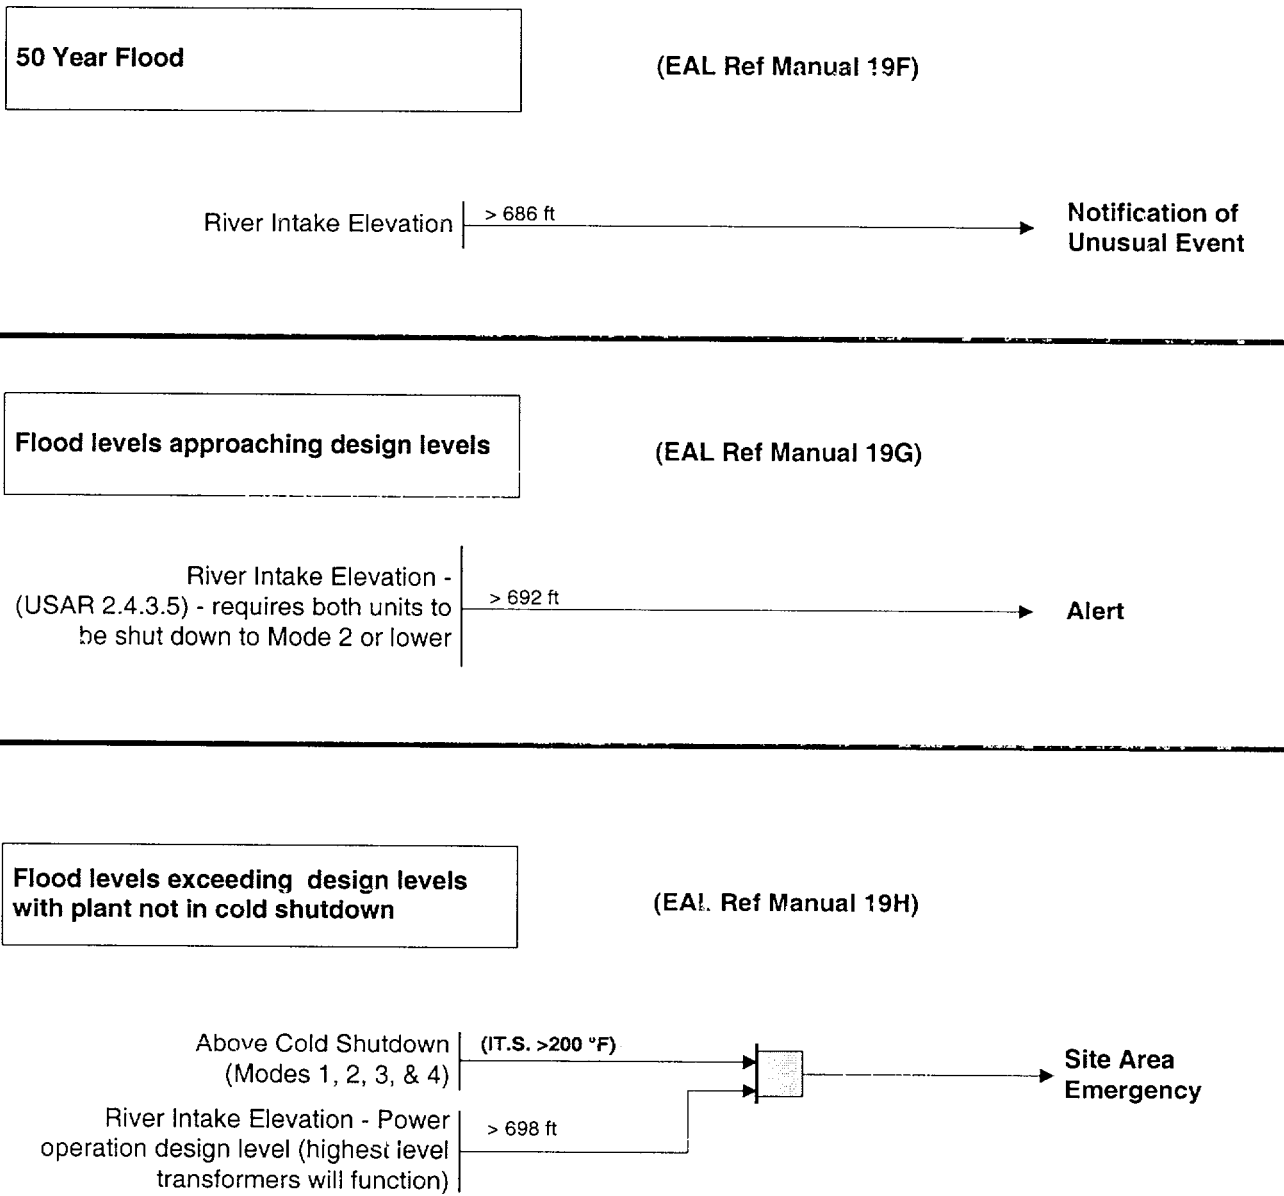 50 Year Flood
(EAL Ref Manual 19F)
River Intake Elevation
> 686 ft
Notification of
Unusual Event
Flood levels approaching design levels
(EAL Ref Manual 19G)
River Intake Elevation -
(USAR 2.4.3.5) - requires both units to
be shut down to Mode 2 or lower
> 692 ft
Alert
Flood levels exceeding design levels
with plant not in cold shutdown
(EAL Ref Manual 19H)
Above Cold Shutdown
(Modes 1, 2, 3, & 4)
(IT.S. >200 °F)
River Intake Elevation - Power
operation design level (highest level
transformers will function)
> 698 ft
Site Area
Emergency